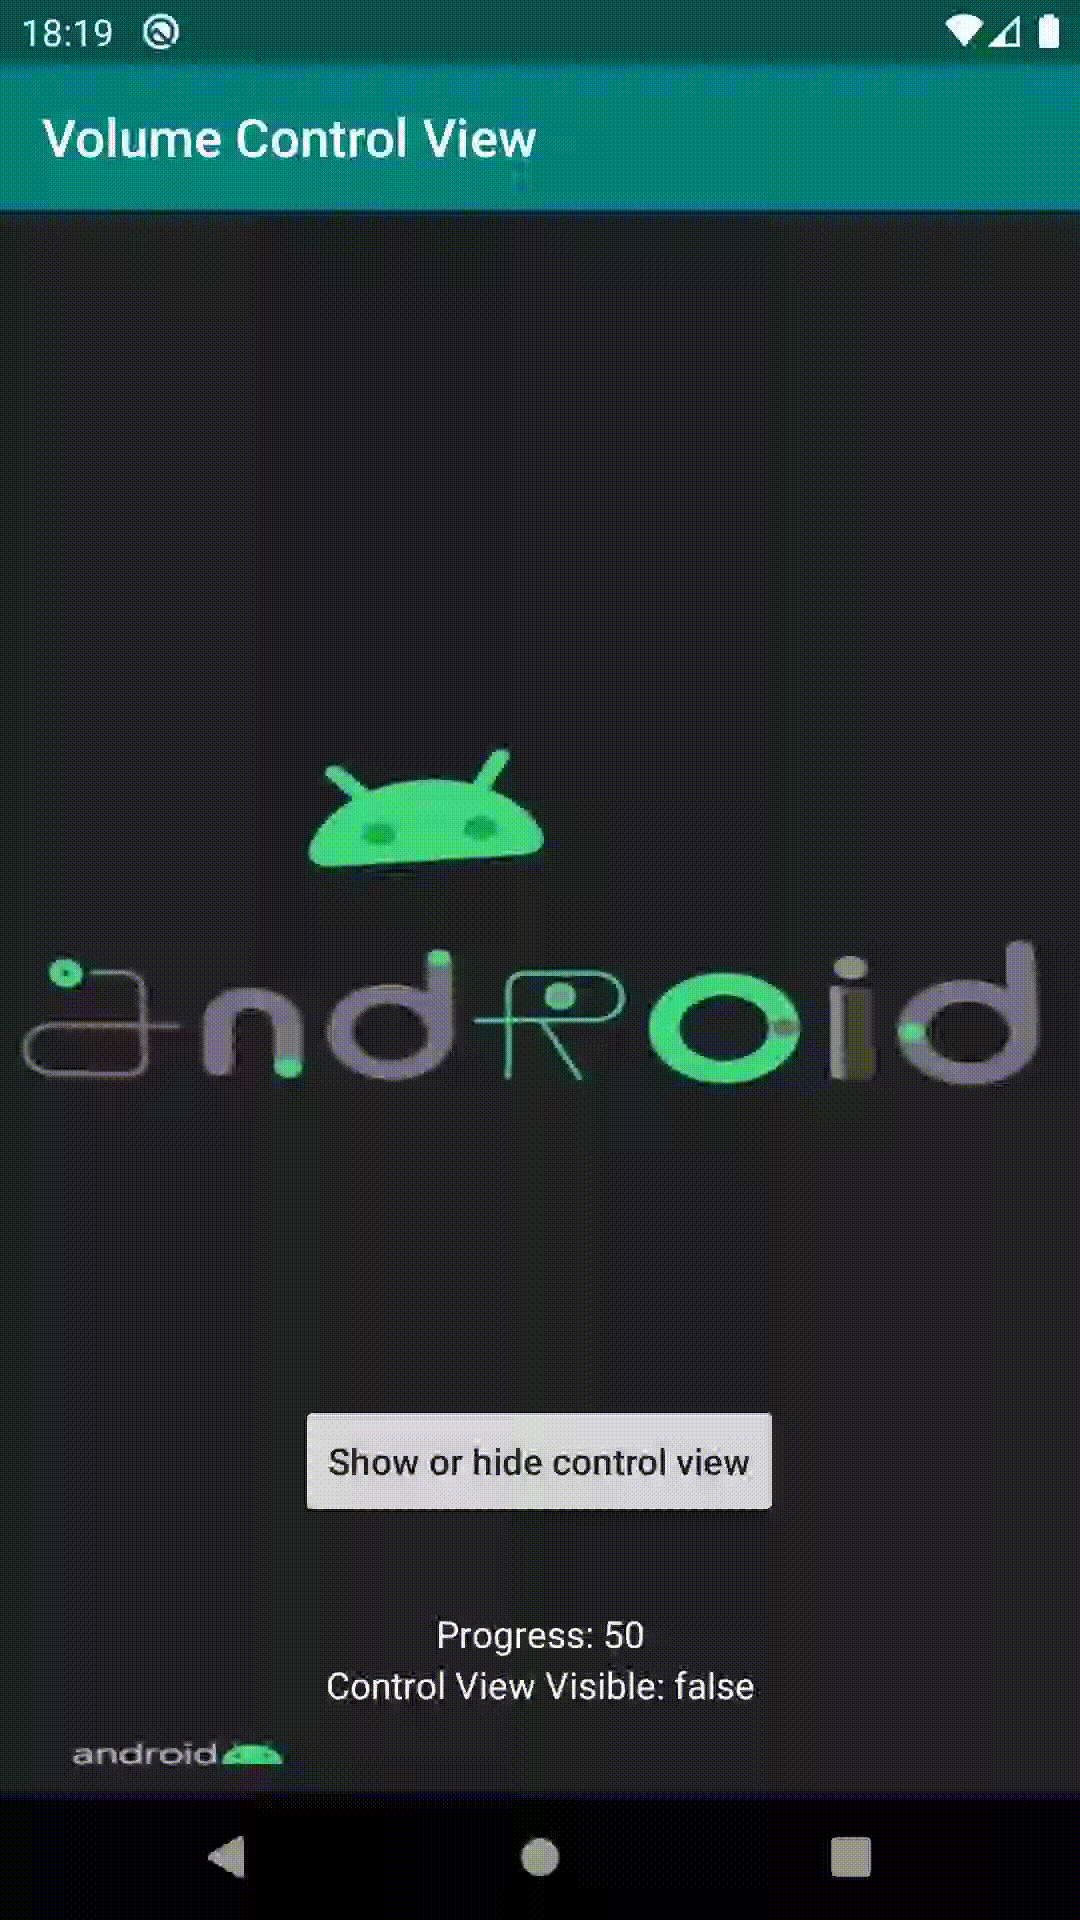 18:19
Volume Control View
andRoid
Show or hide control view
Progress: 50
Control View Visible: false
android